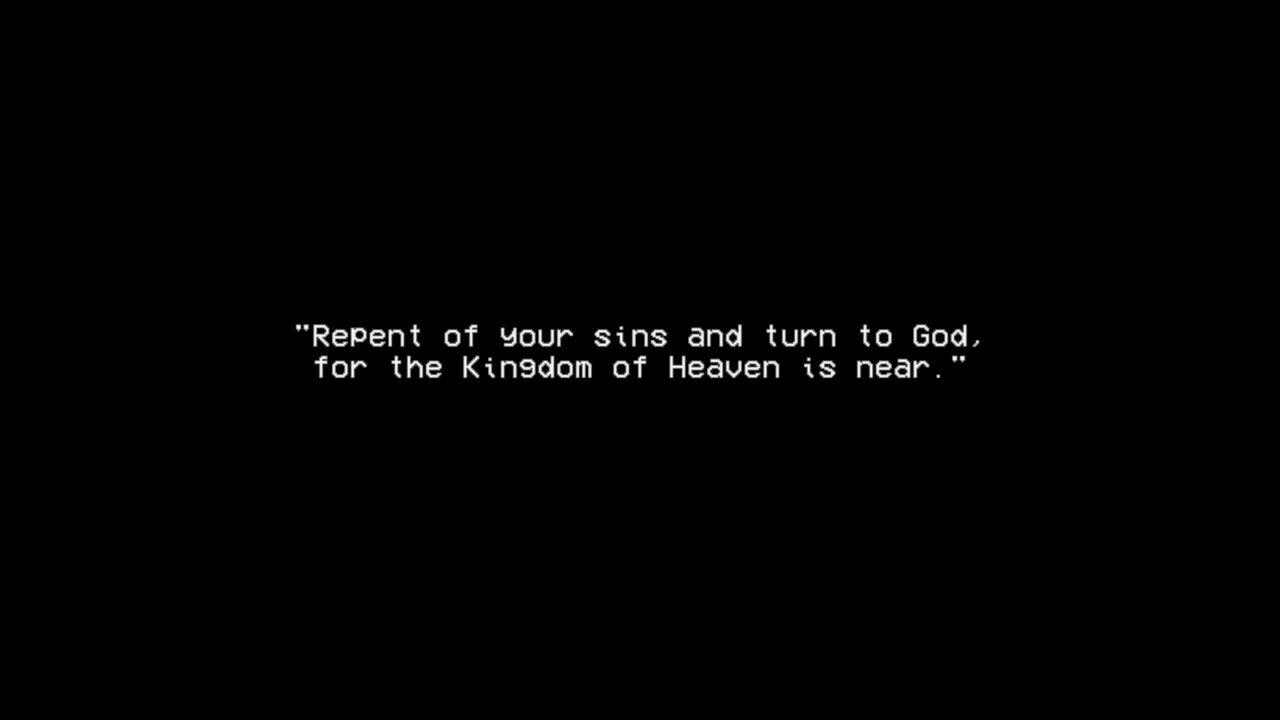 "Repent of your sins and turn to God,
for the Kingdom of Heaven is near."